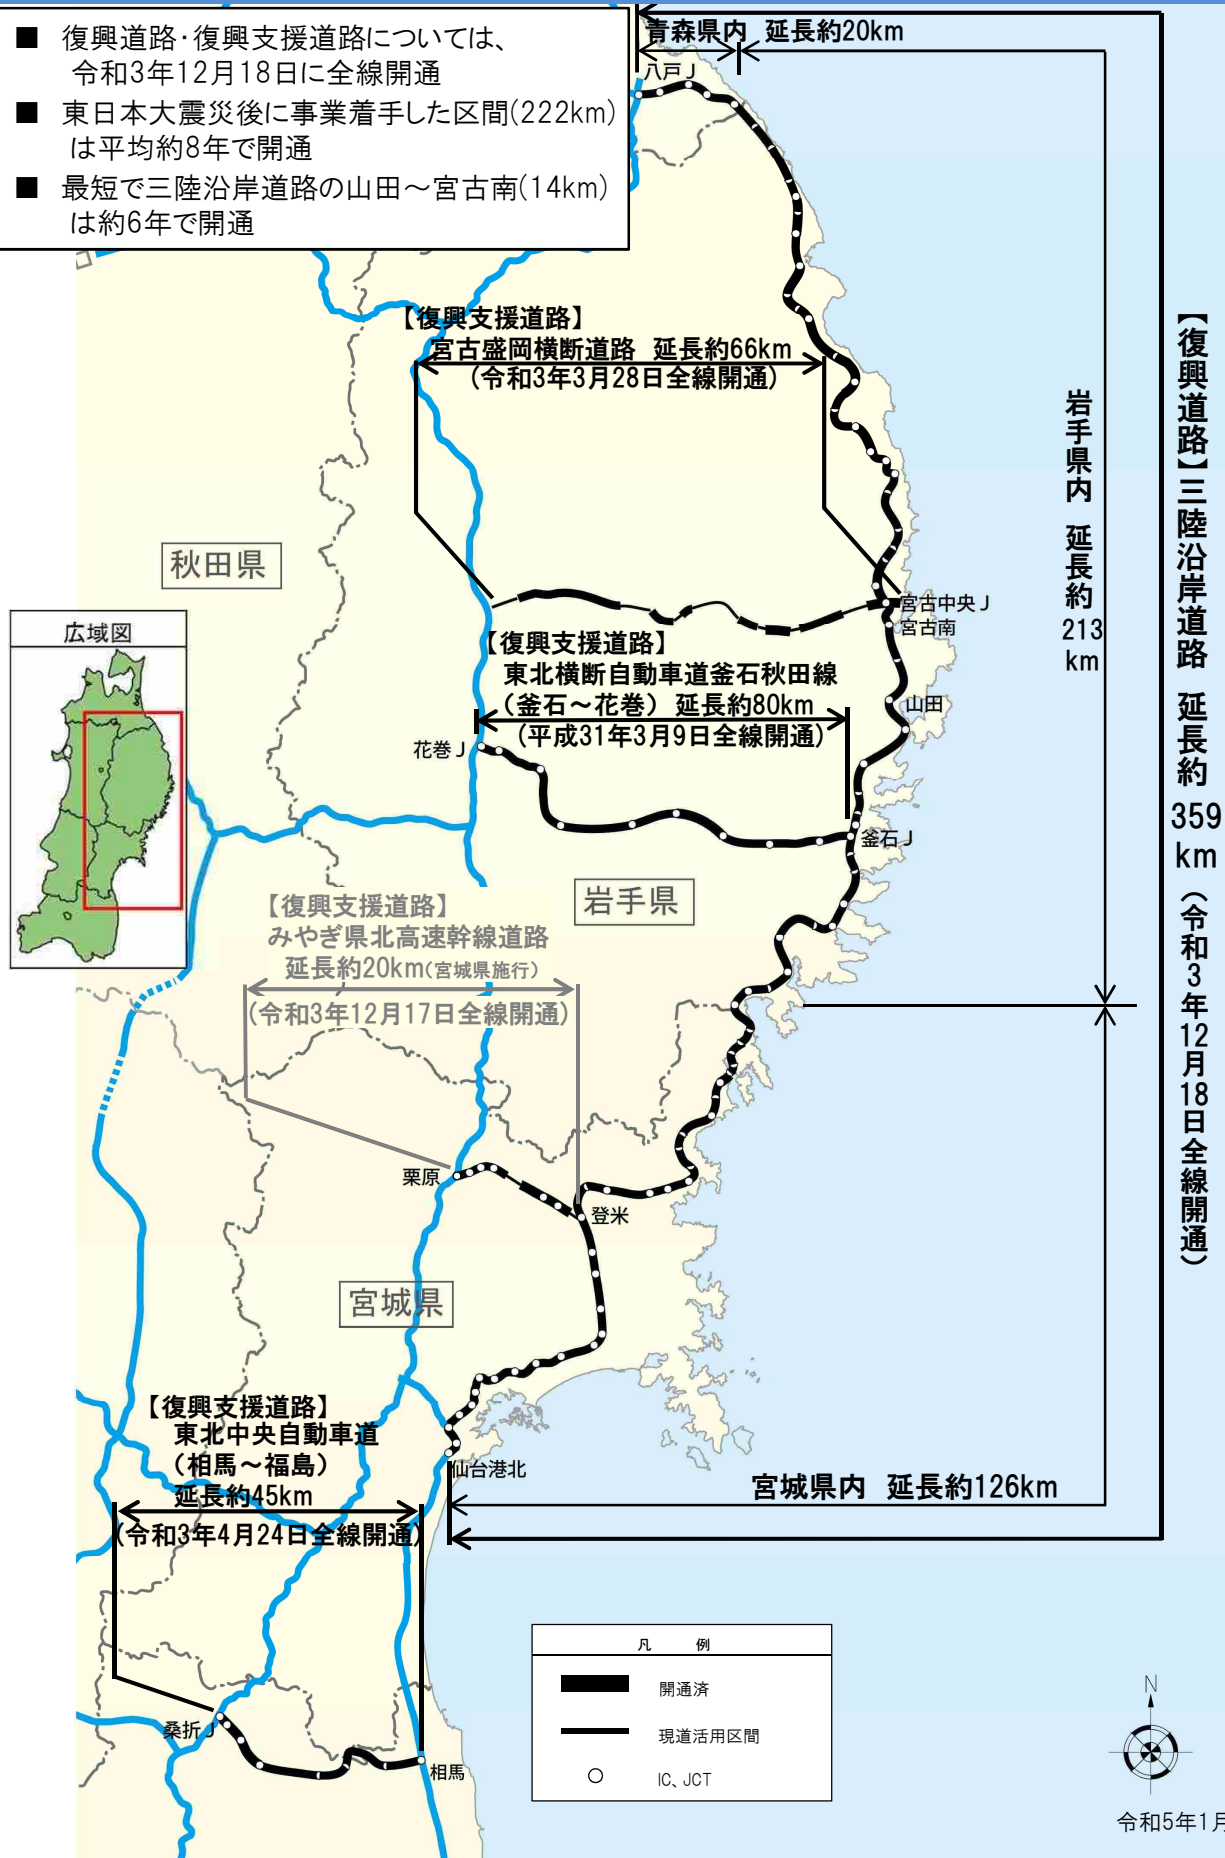 ■ 復興道路･復興支援道路については、
令和3年12月18日に全線開通
■ 東日本大震災後に事業着手した区間(222km)
は平均約8年で開通
■ 最短で三陸沿岸道路の山田～宮古南(14km)
は約6年で開通
青森県内 延長約20km
八戸J
【復興支援道路】
宮古盛岡横断道路 延長約66km
(令和3年3月28日全線開通)
岩手県内 延長約213km
【復興道路】三陸沿岸道路 延長約359km(令和3年12月18日全線開通)
秋田県
広域図
宮古中央J
宮古南
【復興支援道路】
東北横断自動車道釜石秋田線
(釜石～花巻) 延長約80km
(平成31年3月9日全線開通)
山田
花巻J
釜石J
岩手県
【復興支援道路】
みやぎ県北高速幹線道路
延長約20km(宮城県施行)
(令和3年12月17日全線開通)
栗原
登米
宮城県
【復興支援道路】
東北中央自動車道
(相馬～福島)
延長約45km
(令和3年4月24日全線開通)
仙台港北
宮城県内 延長約126km
桑折J
相馬
凡 例
開通済
現道活用区間
IC、JCT
N
令和5年1月